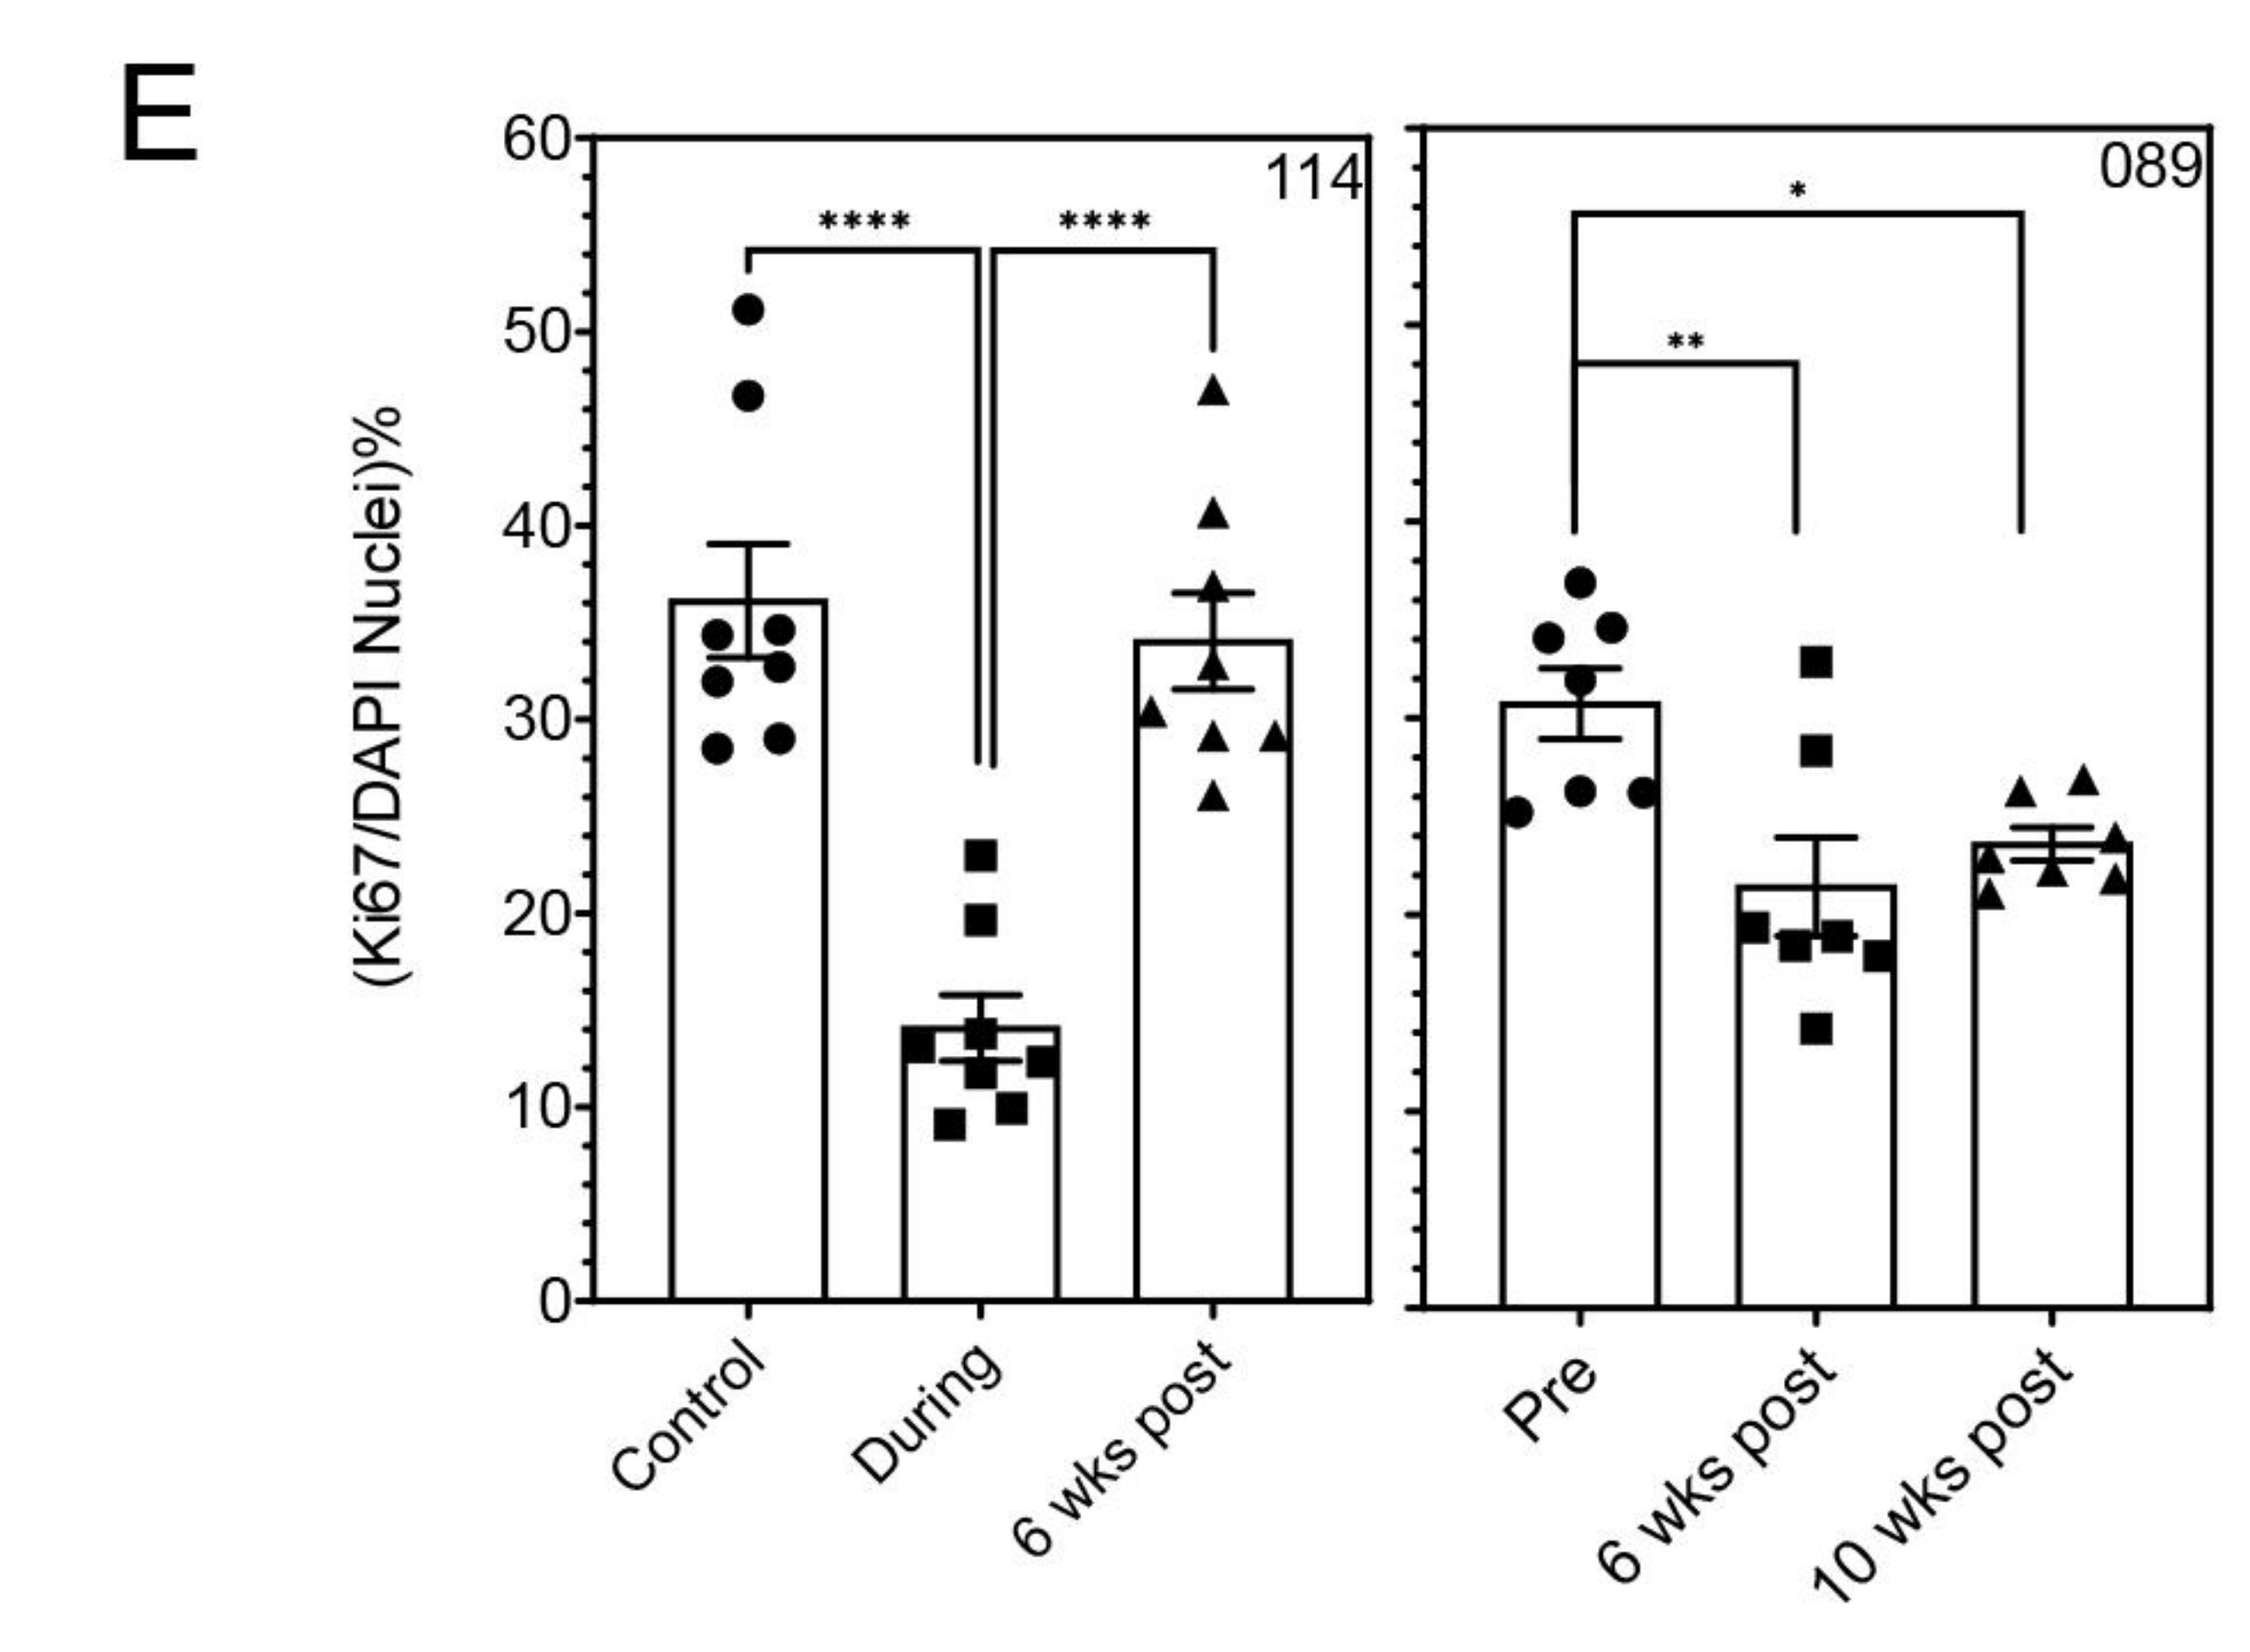 E
(Ki67/DAPI Nuclei)%
60
50
40
30
20
10
0
114
****
****
Control
During
6 wks post
089
*
**
Pre
6 wks post
10 wks post